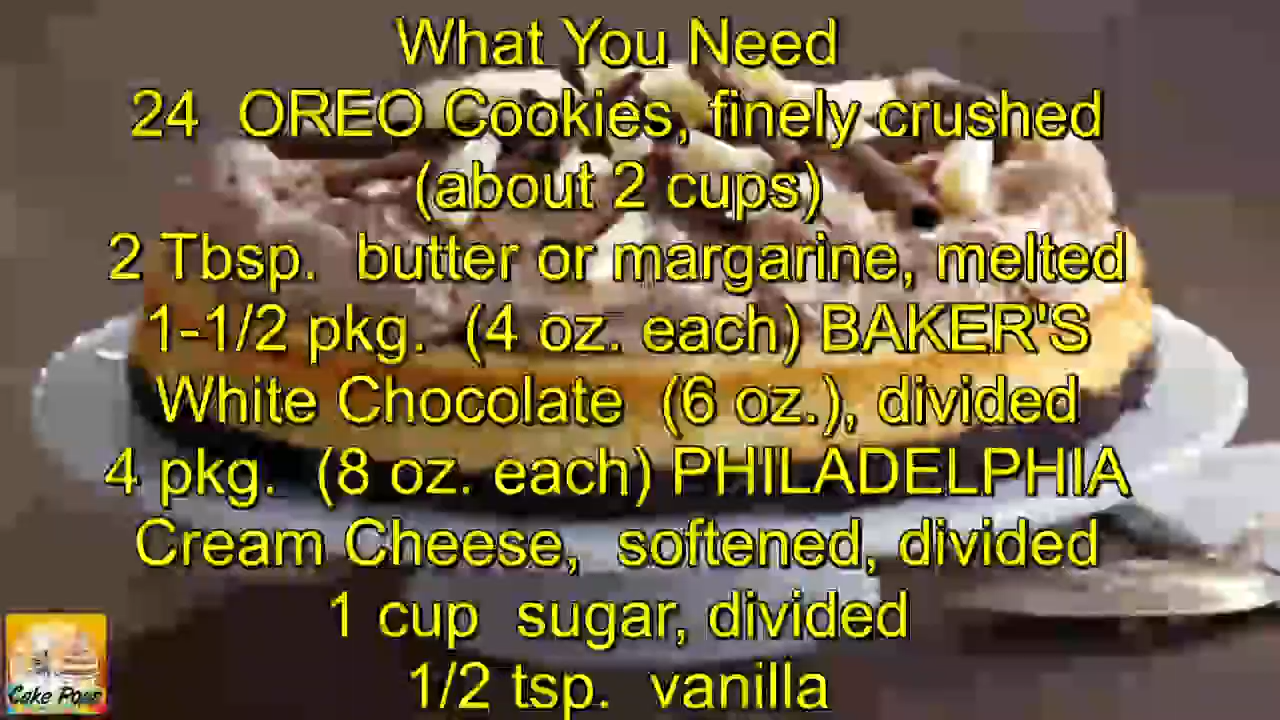 What You Need
24 OREO Cookies, finely crushed
(about 2 cups)
2 Tbsp. butter or margarine, melted
1-1/2 pkg. (4 oz. each) BAKER'S
White Chocolate (6 oz.), divided
4 pkg. (8 oz. each) PHILADELPHIA
Cream Cheese, softened, divided
1 cup sugar, divided
1/2 tsp. vanilla
Cake Pops